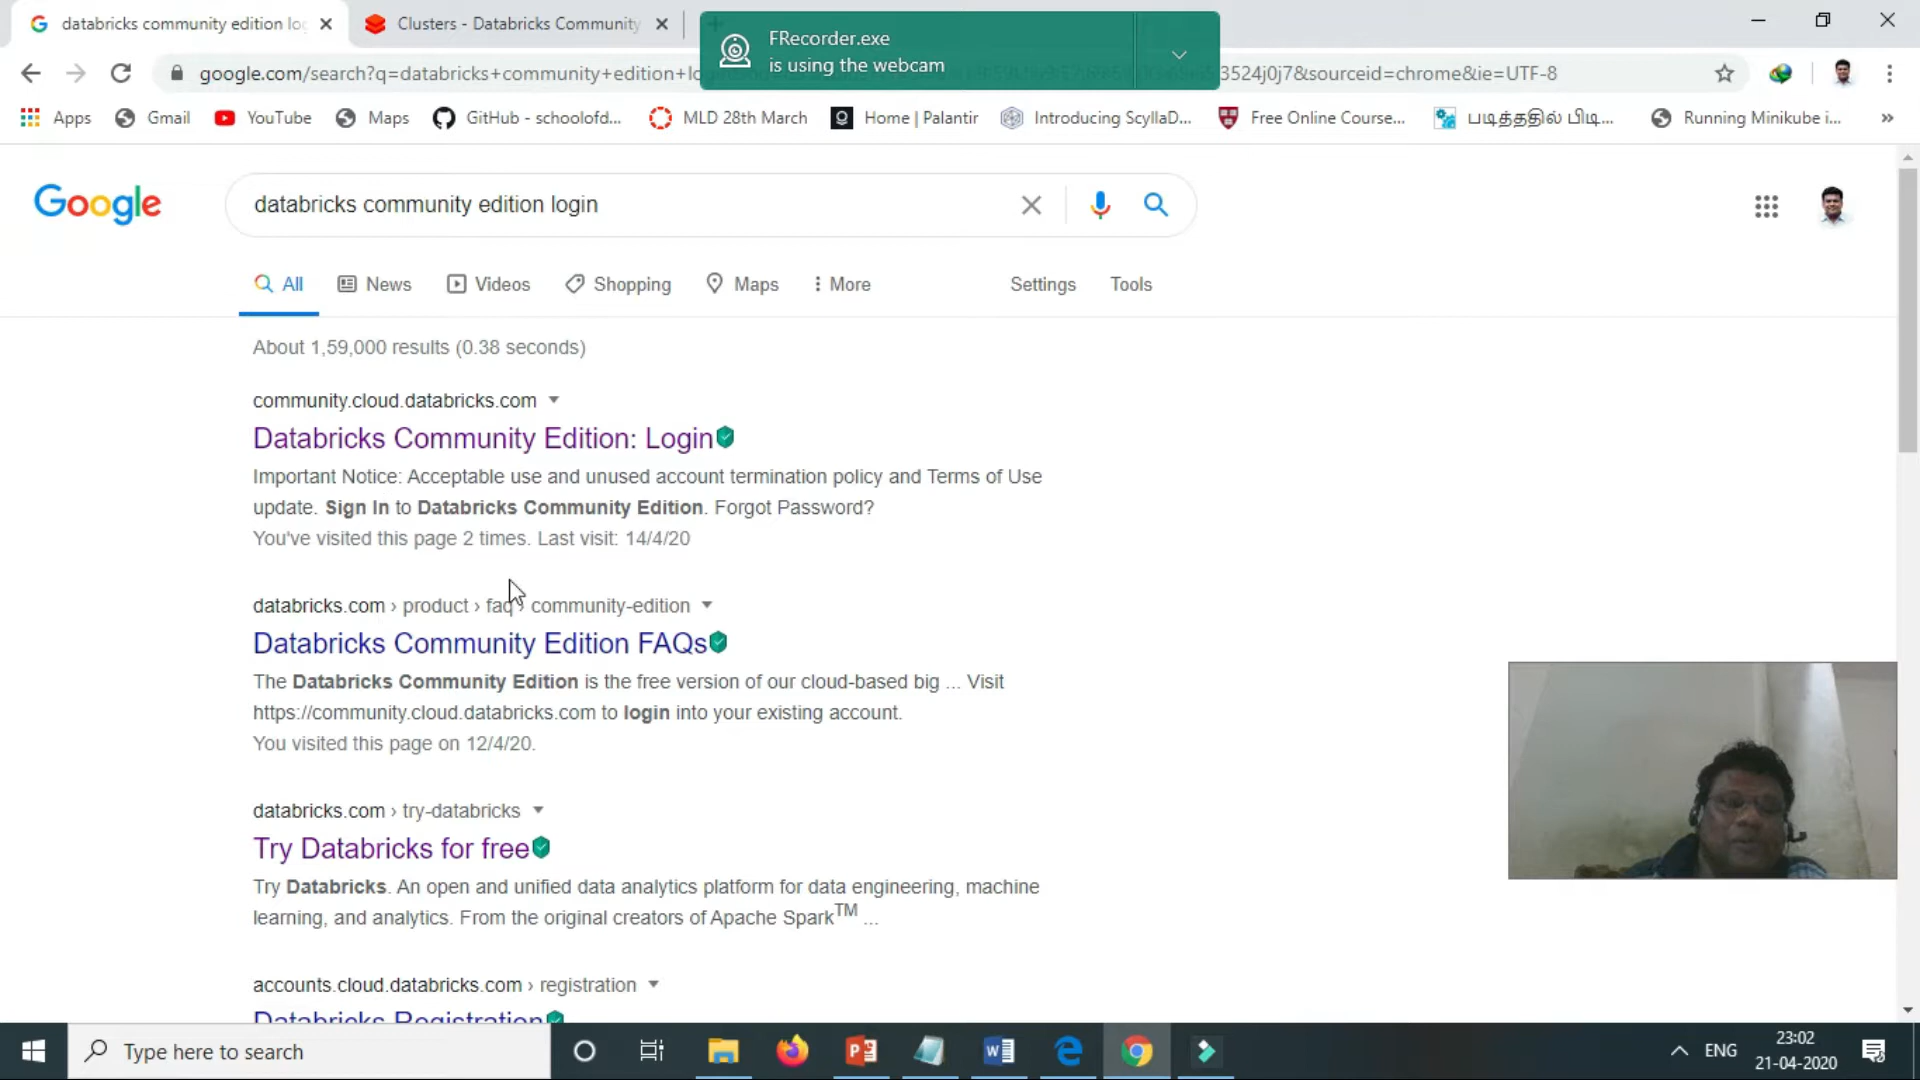 databricks community edition lo
Clusters - Databricks Community
FRecorder.exe
is using the webcam
google.com/search?q=databricks+community+edition+lo
3524j0j7&sourceid=chrome&ie=UTF-8
Apps
Gmail
YouTube
Maps
GitHub - schoolofd...
MLD 28th March
Home | Palantir
Introducing ScyllaD...
Free Online Course...
படித்ததில் பிடி...
Running Minikube i...
»
Google
databricks community edition login
All
News
Videos
Shopping
Maps
More
Settings
Tools
About 1,59,000 results (0.38 seconds)
community.cloud.databricks.com
Databricks Community Edition: Login
Important Notice: Acceptable use and unused account termination policy and Terms of Use
update. Sign In to Databricks Community Edition. Forgot Password?
You've visited this page 2 times. Last visit: 14/4/20
databricks.com › product › faq › community-edition
Databricks Community Edition FAQs
The Databricks Community Edition is the free version of our cloud-based big ... Visit
https://community.cloud.databricks.com to login into your existing account.
You visited this page on 12/4/20.
databricks.com › try-databricks
Try Databricks for free
Try Databricks. An open and unified data analytics platform for data engineering, machine
learning, and analytics. From the original creators of Apache Spark™ ...
accounts.cloud.databricks.com › registration
Databricks Registration
Type here to search
ENG
23:02
21-04-2020